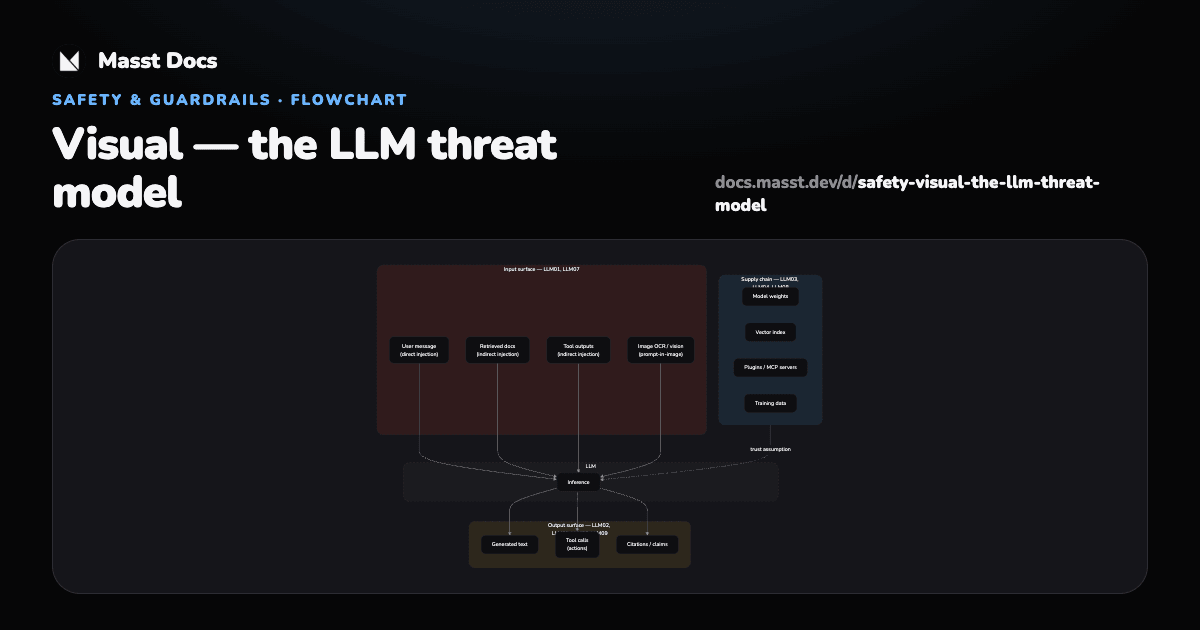 Masst Docs
SAFETY & GUARDRAILS · FLOWCHART
Visual — the LLM threat
model
docs.masst.dev/d/safety-visual-the-llm-threat-
model
Input surface — LLM01, LLM07
Supply chain — LLM03,
Model weights
User message
(direct injection)
Retrieved docs
(indirect injection)
Tool outputs
(indirect injection)
Image OCR / vision
(prompt-in-image)
Vector index
Plugins / MCP servers
Training data
trust assumption
LLM
Inference
Output surface — LLM02,
Generated text
Tool calls
(actions)
Citations / claims